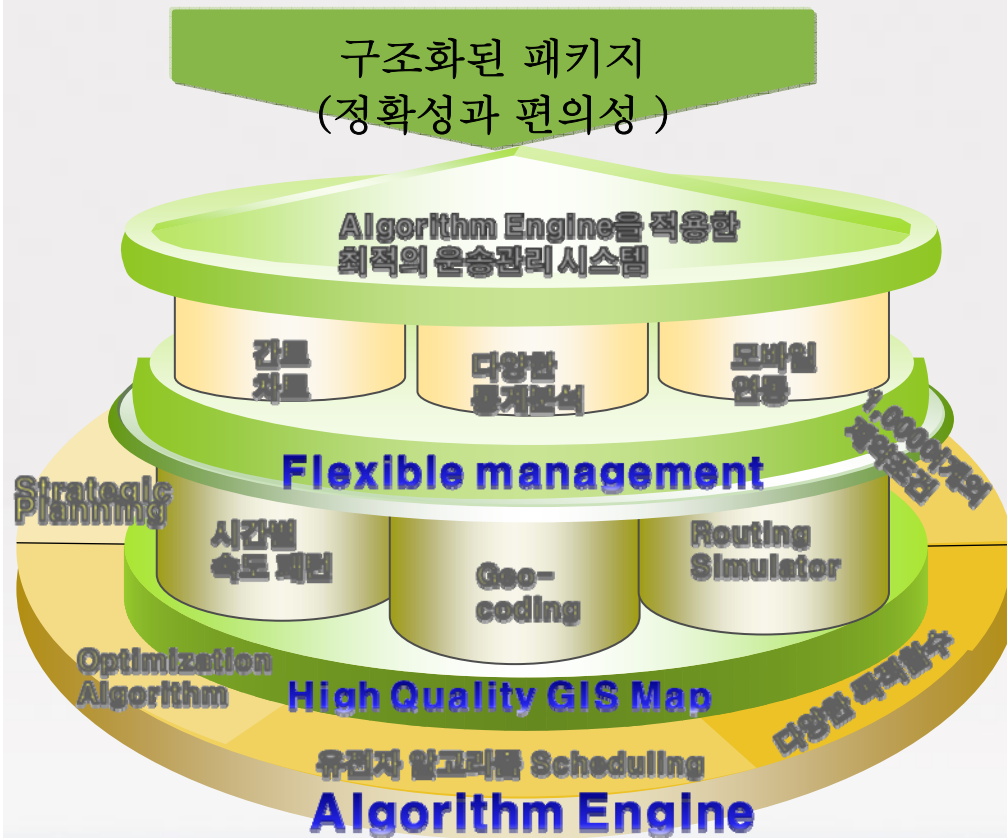 구조화된 패키지
(정확성과 편의성 )
Algorithm Engine을 적용한
최적의 운송관리 시스템
간트
차트
다양한
통계분석
모바일
연동
Flexible management
1,0000여개의
제약조건
Strategic
Planning
시간별
속도 패턴
Geo-
coding
Routing
Simulator
Optimization
Algorithm
High Quality GIS Map
다양한
유전자 알고리즘 Scheduling
Algorithm Engine